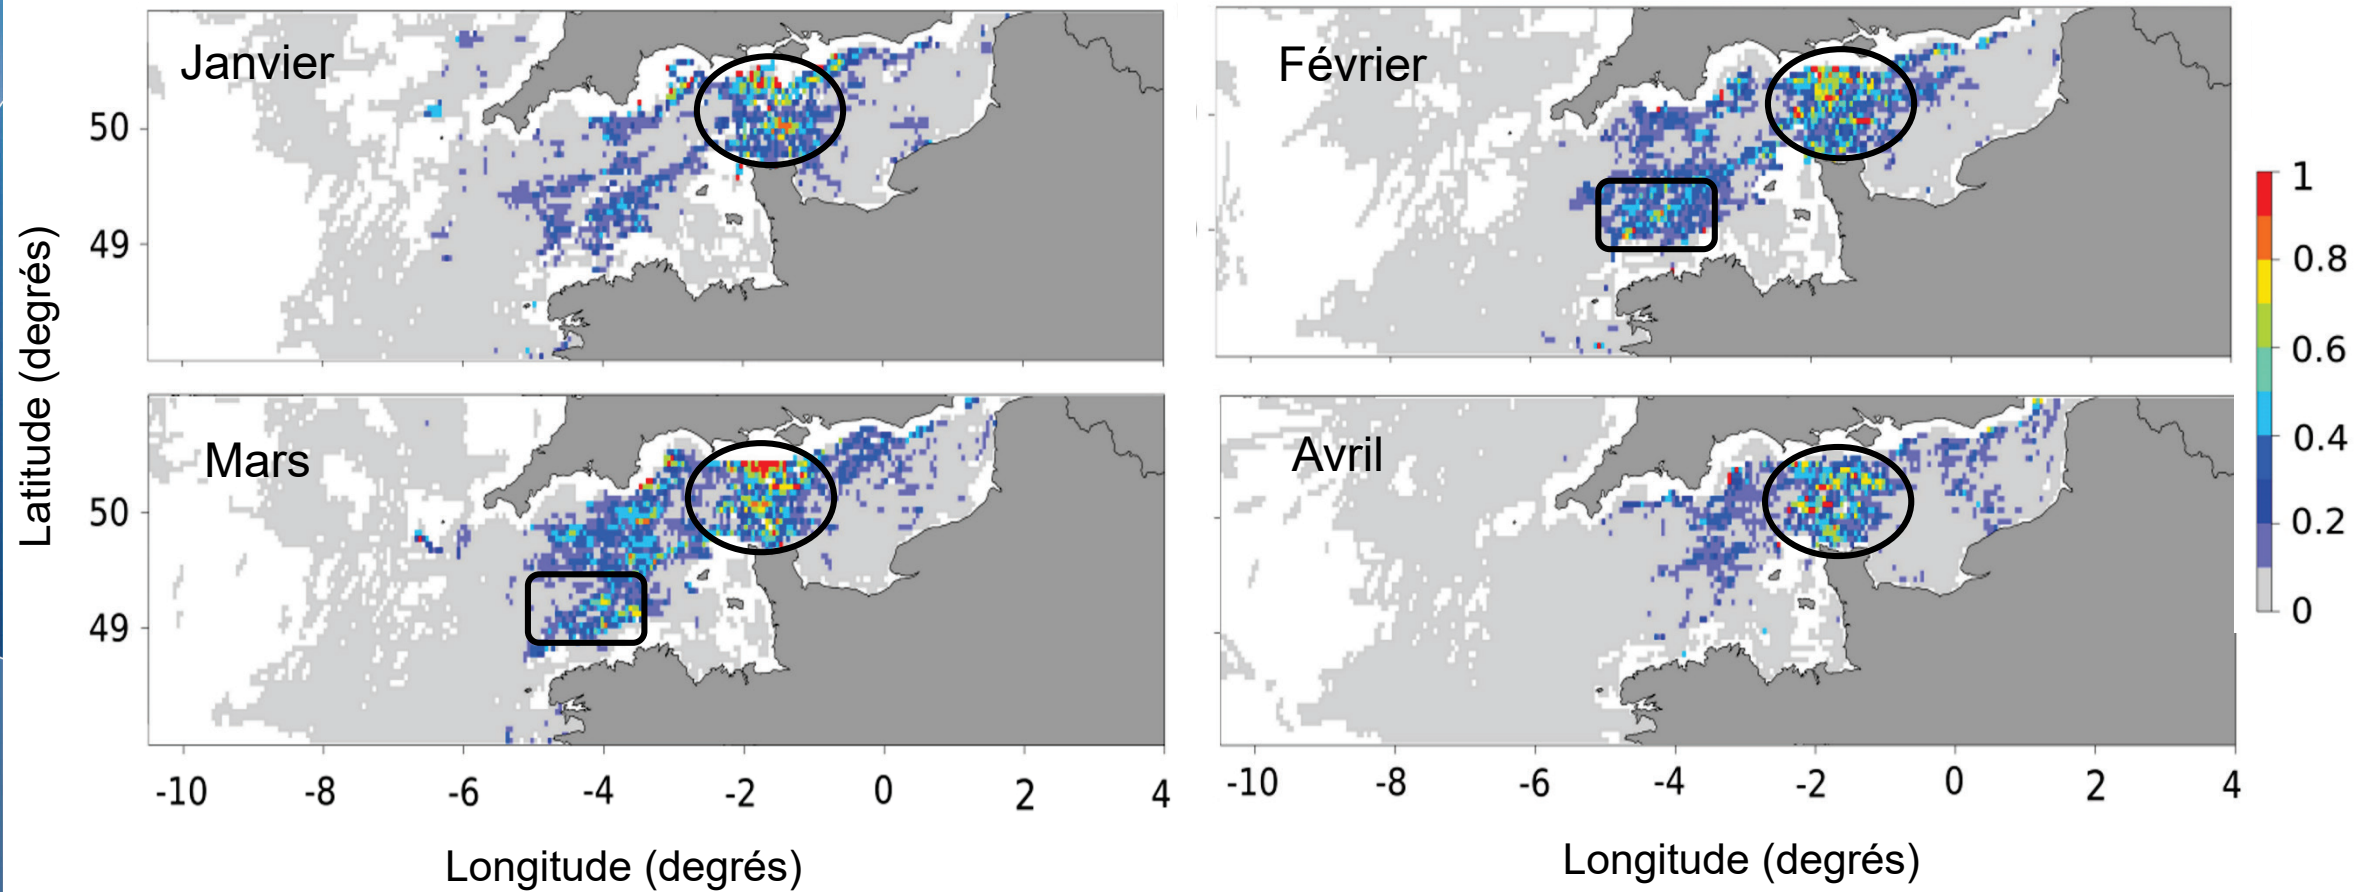 Janvier
Février
50
49
Mars
Avril
50
49
Latitude (degrés)
1
0.8
0.6
0.4
0.2
0
-10 -8 -6 -4 -2 0 2 4
-10 -8 -6 -4 -2 0 2 4
Longitude (degrés)
Longitude (degrés)